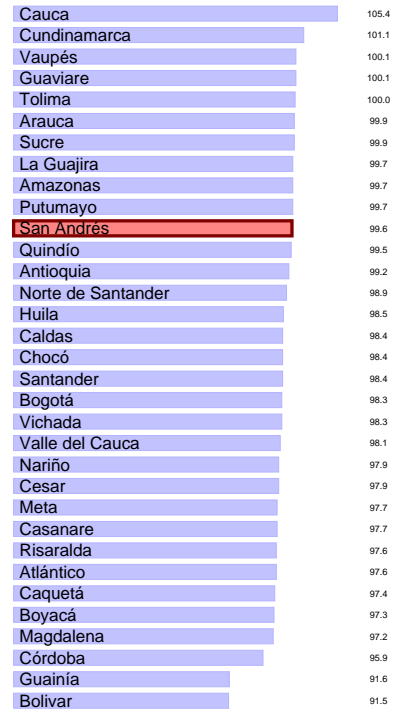 Cauca 105.4
Cundinamarca 101.1
Vaupés 100.1
Guaviare 100.1
Tolima 100.0
Arauca 99.9
Sucre 99.9
La Guajira 99.7
Amazonas 99.7
Putumayo 99.7
San Andrés 99.6
Quindío 99.5
Antioquia 99.2
Norte de Santander 98.9
Huila 98.5
Caldas 98.4
Chocó 98.4
Santander 98.4
Bogotá 98.3
Vichada 98.3
Valle del Cauca 98.1
Nariño 97.9
Cesar 97.9
Meta 97.7
Casanare 97.7
Risaralda 97.6
Atlántico 97.6
Caquetá 97.4
Boyacá 97.3
Magdalena 97.2
Córdoba 95.9
Guainía 91.6
Bolivar 91.5